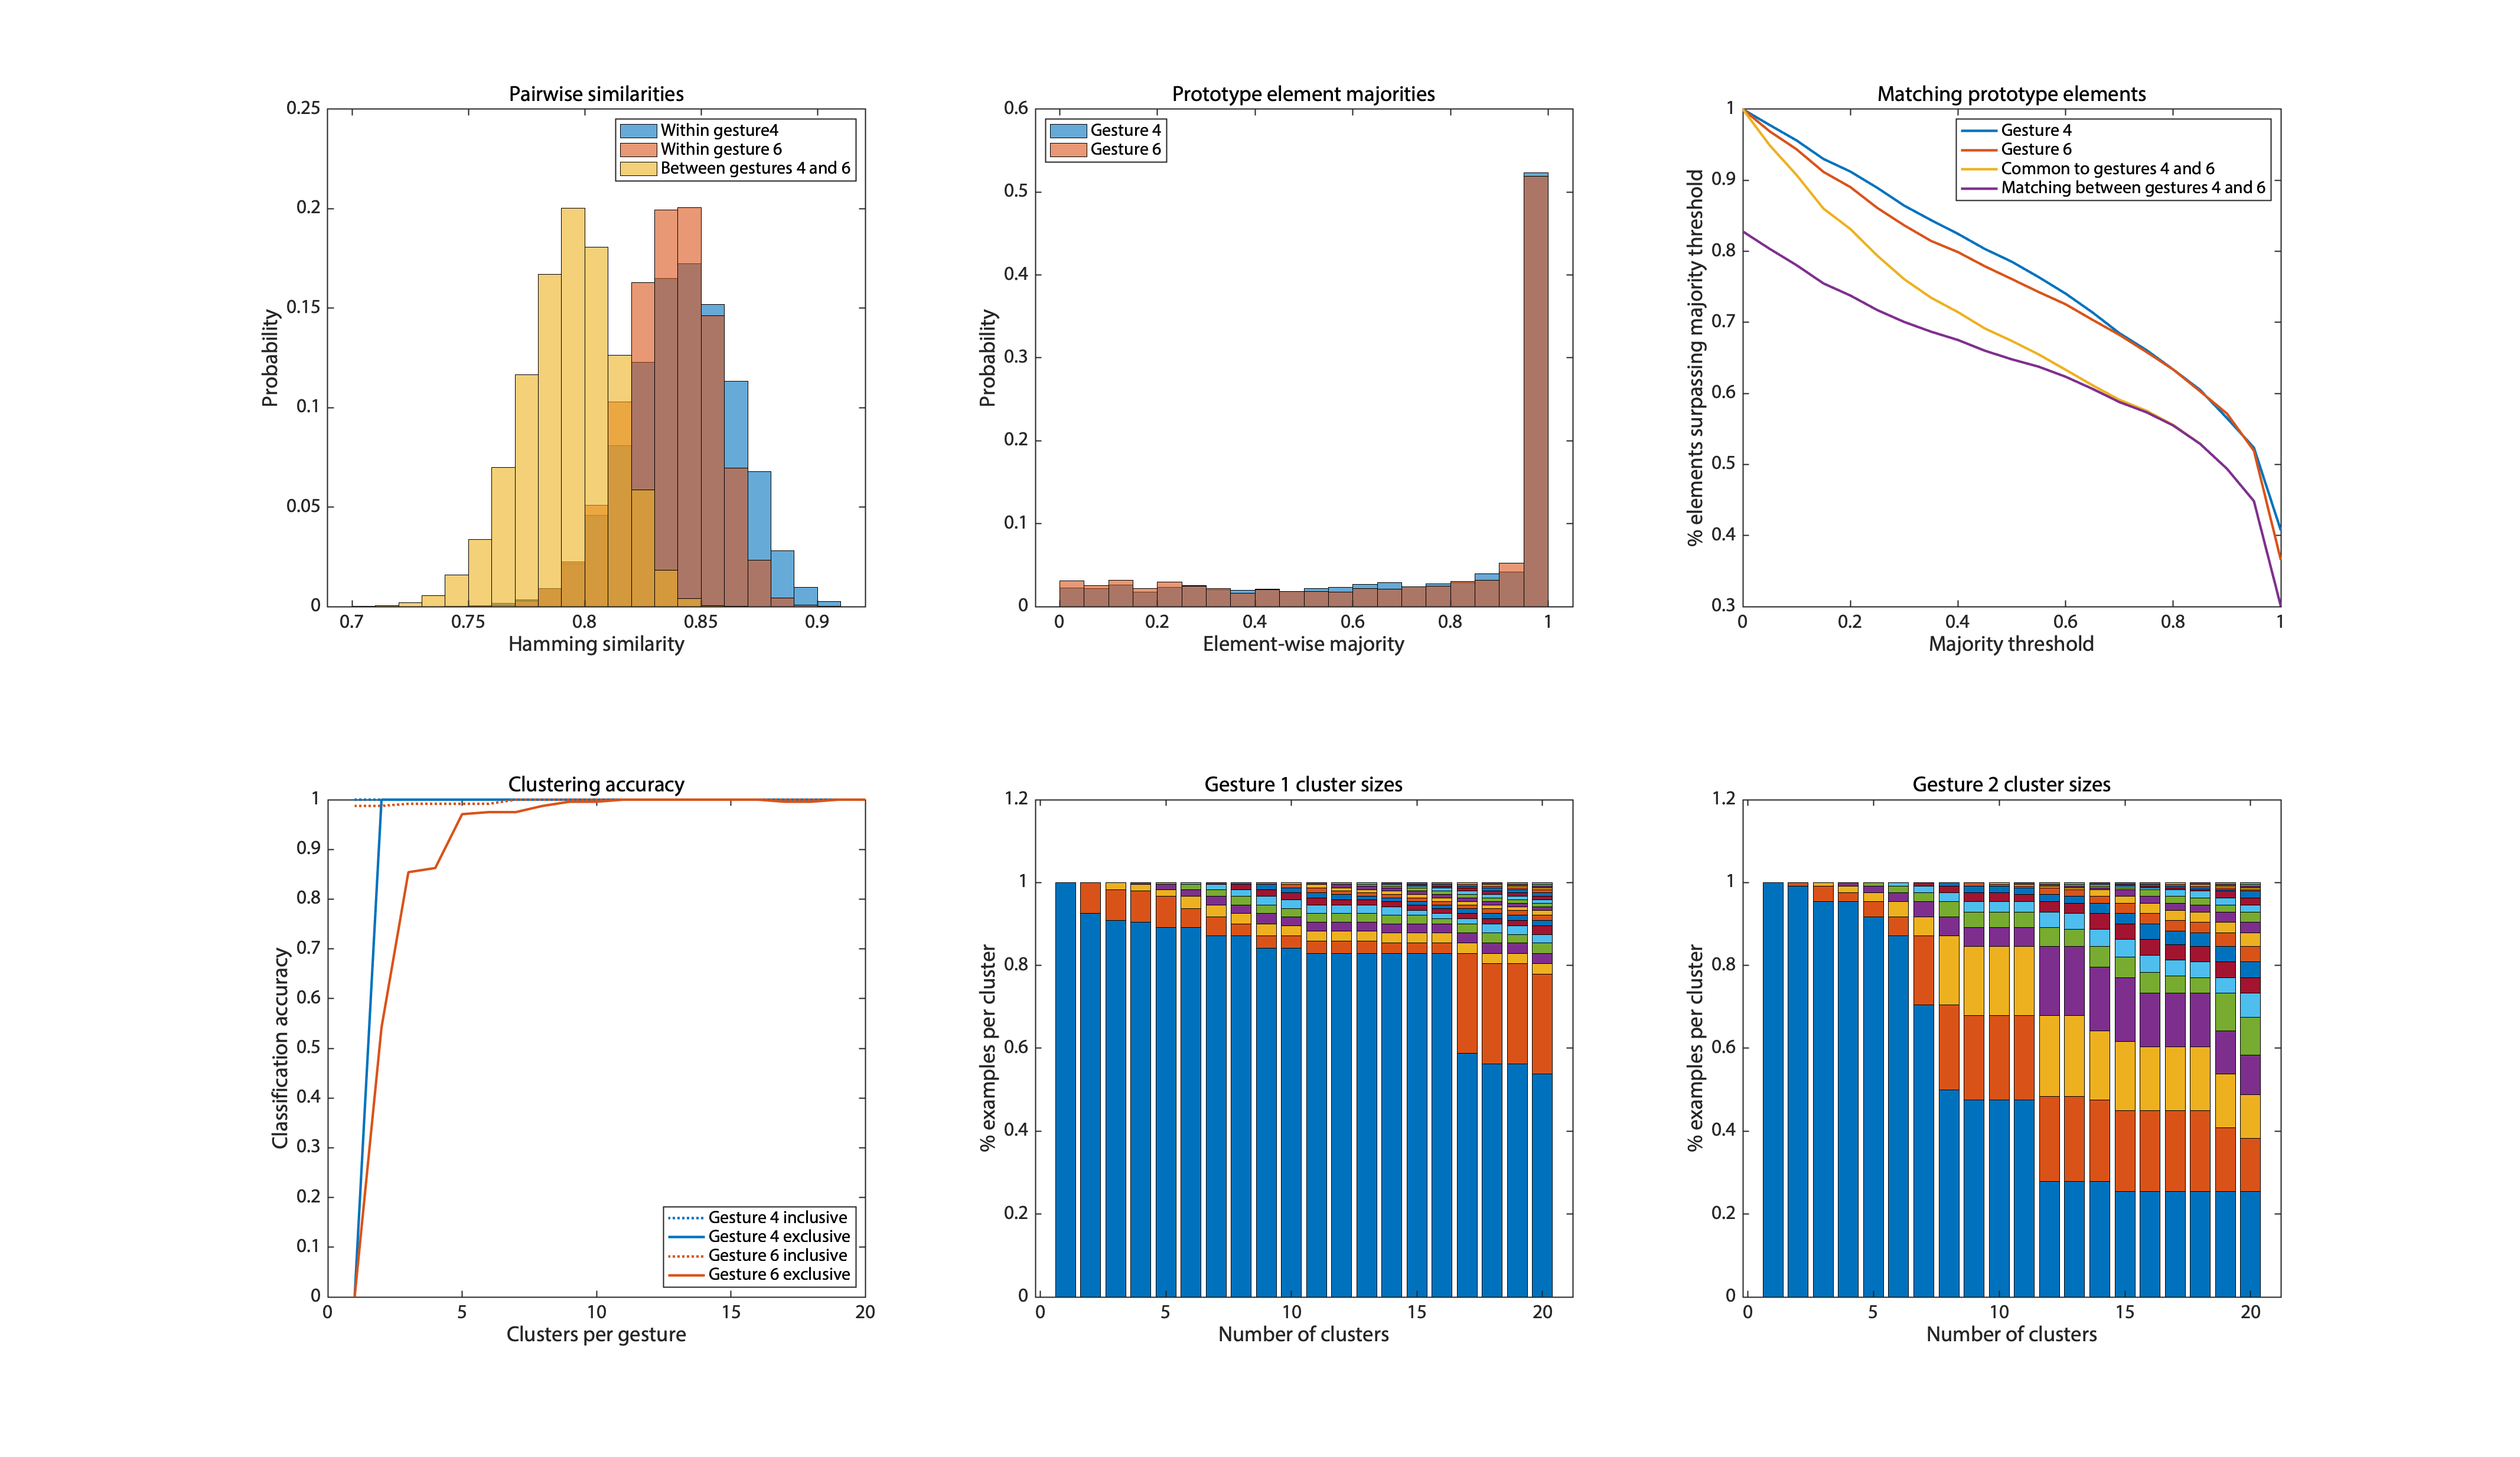 Pairwise similarities
0.25
0.2
0.15
0.1
0.05
0
Probability
Within gesture4
Within gesture 6
Between gestures 4 and 6
0.7 0.75 0.8 0.85 0.9
Hamming similarity
Prototype element majorities
0.6
0.5
0.4
0.3
0.2
0.1
0
Probability
Gesture 4
Gesture 6
0 0.2 0.4 0.6 0.8 1
Element-wise majority
Matching prototype elements
1
0.9
0.8
0.7
0.6
0.5
0.4
0.3
% elements surpassing majority threshold
Gesture 4
Gesture 6
Common to gestures 4 and 6
Matching between gestures 4 and 6
0 0.2 0.4 0.6 0.8 1
Majority threshold
Clustering accuracy
1
0.9
0.8
0.7
0.6
0.5
0.4
0.3
0.2
0.1
0
Classification accuracy
Gesture 4 inclusive
Gesture 4 exclusive
Gesture 6 inclusive
Gesture 6 exclusive
0 5 10 15 20
Clusters per gesture
Gesture 1 cluster sizes
1.2
1
0.8
0.6
0.4
0.2
0
% examples per cluster
0 5 10 15 20
Number of clusters
Gesture 2 cluster sizes
1.2
1
0.8
0.6
0.4
0.2
0
% examples per cluster
0 5 10 15 20
Number of clusters